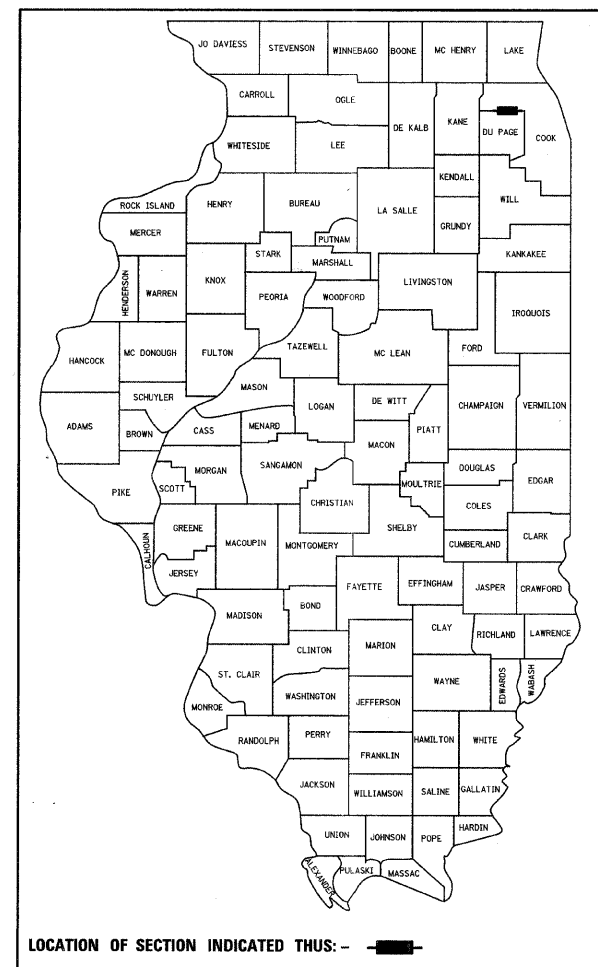 JO DAVIESS
STEVENSON
WINNEBAGO
BOONE
MC HENRY
LAKE
CARROLL
OGLE
DE KALB
KANE
DU PAGE
COOK
WHITESIDE
LEE
KENDALL
WILL
ROCK ISLAND
HENRY
BUREAU
LA SALLE
GRUNDY
MERCER
PUTNAM
KANKAKEE
STARK
MARSHALL
HENDERSON
WARREN
KNOX
PEORIA
WOODFORD
LIVINGSTON
IROQUOIS
HANCOCK
MC DONOUGH
FULTON
TAZEWELL
MC LEAN
FORD
SCHUYLER
MASON
LOGAN
DE WITT
CHAMPAIGN
VERMILION
ADAMS
BROWN
CASS
MENARD
PIATT
MACON
MORGAN
SANGAMON
DOUGLAS
EDGAR
PIKE
SCOTT
CHRISTIAN
MOULTRIE
COLES
CALHOUN
GREENE
MACOUPIN
MONTGOMERY
SHELBY
CUMBERLAND
CLARK
JERSEY
FAYETTE
EFFINGHAM
JASPER
CRAWFORD
MADISON
BOND
CLAY
RICHLAND
LAWRENCE
CLINTON
MARION
ST. CLAIR
WAYNE
EDWARDS
WABASH
WASHINGTON
JEFFERSON
MONROE
RANDOLPH
PERRY
HAMILTON
WHITE
FRANKLIN
JACKSON
WILLIAMSON
SALINE
GALLATIN
UNION
JOHNSON
POPE
HARDIN
ALEXANDER
PULASKI
MASSAC
LOCATION OF SECTION INDICATED THUS: -